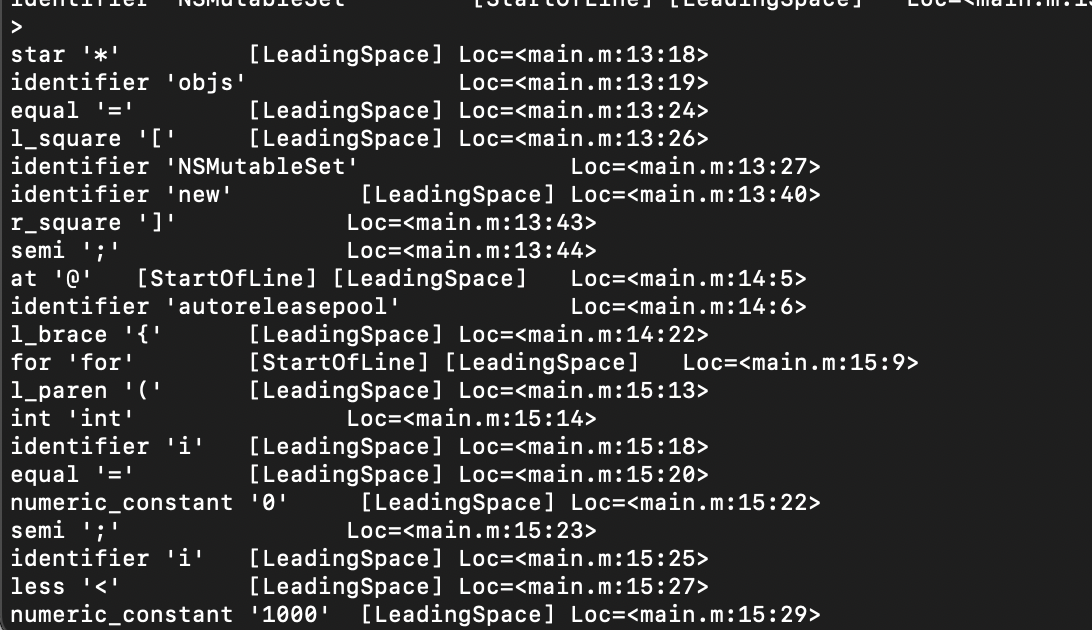 identifier 'NSMutableSet' [StartOfLine] [LeadingSpace] Loc=<main.m:13
>
star '*' [LeadingSpace] Loc=<main.m:13:18>
identifier 'objs' Loc=<main.m:13:19>
equal '=' [LeadingSpace] Loc=<main.m:13:24>
l_square '[' [LeadingSpace] Loc=<main.m:13:26>
identifier 'NSMutableSet' Loc=<main.m:13:27>
identifier 'new' [LeadingSpace] Loc=<main.m:13:40>
r_square ']' Loc=<main.m:13:43>
semi ';' Loc=<main.m:13:44>
at '@' [StartOfLine] [LeadingSpace] Loc=<main.m:14:5>
identifier 'autoreleasepool' Loc=<main.m:14:6>
l_brace '{' [LeadingSpace] Loc=<main.m:14:22>
for 'for' [StartOfLine] [LeadingSpace] Loc=<main.m:15:9>
l_paren '(' [LeadingSpace] Loc=<main.m:15:13>
int 'int' Loc=<main.m:15:14>
identifier 'i' [LeadingSpace] Loc=<main.m:15:18>
equal '=' [LeadingSpace] Loc=<main.m:15:20>
numeric_constant '0' [LeadingSpace] Loc=<main.m:15:22>
semi ';' Loc=<main.m:15:23>
identifier 'i' [LeadingSpace] Loc=<main.m:15:25>
less '<' [LeadingSpace] Loc=<main.m:15:27>
numeric_constant '1000' [LeadingSpace] Loc=<main.m:15:29>